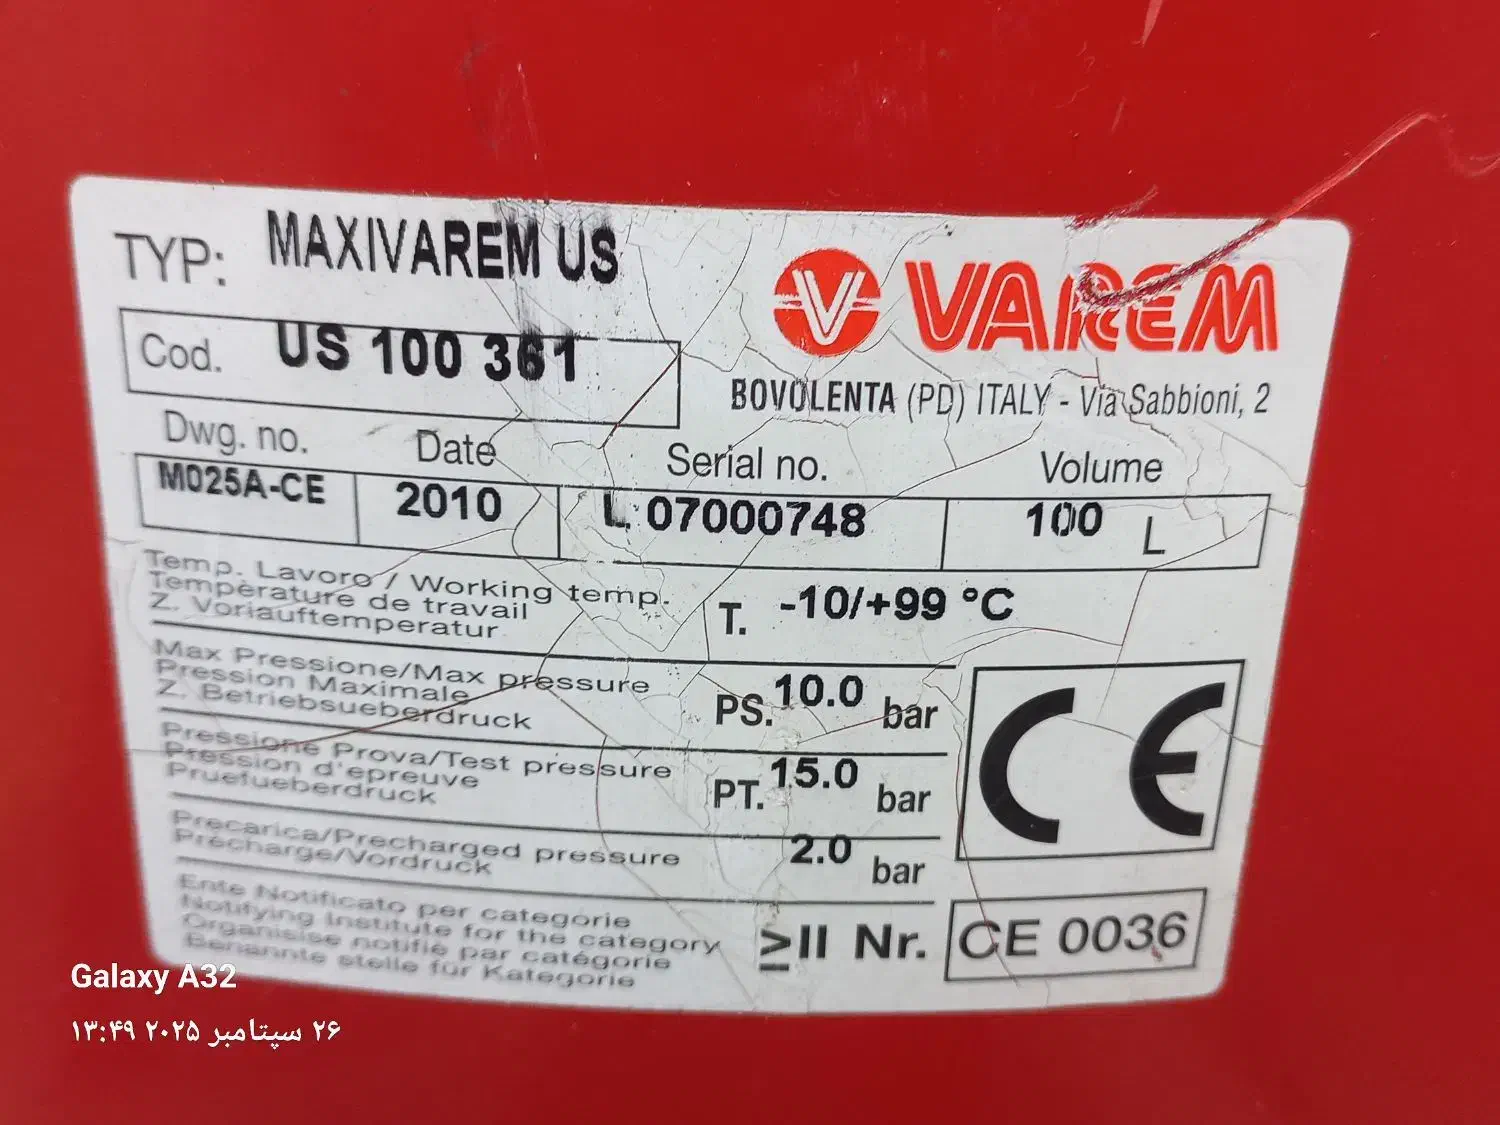 TYP: MAXIVAREM US
VAREM
Cod. US 100 361
BOVOLENTA (PD) ITALY - Via Sabbioni, 2
Dwg. no. Date Serial no. Volume
M025A-CE 2010 L 07000748 100 L
Temp. Lavoro / Working temp.
Température de travail
Z. Voriauftemperatur
T. -10/+99 °C
Max Pressione/Max pressure
Pression Maximale
Z. Betriebsueberdruck
PS. 10.0 bar
Pressione Prova/Test pressure
Pression d'epreuve
Pruefueberdruck
PT. 15.0 bar
Precarica/Precharged pressure
Précharge/Vordruck
2.0 bar
CE
Ente Notificato per categorie
Notifying Institute for the category
Organisise notifié par catégorie
Benannte stelle für Kategorie
≥II Nr. CE 0036
Galaxy A32
۲۶ سپتامبر ۲۰۲۵ ۱۳:۴۹